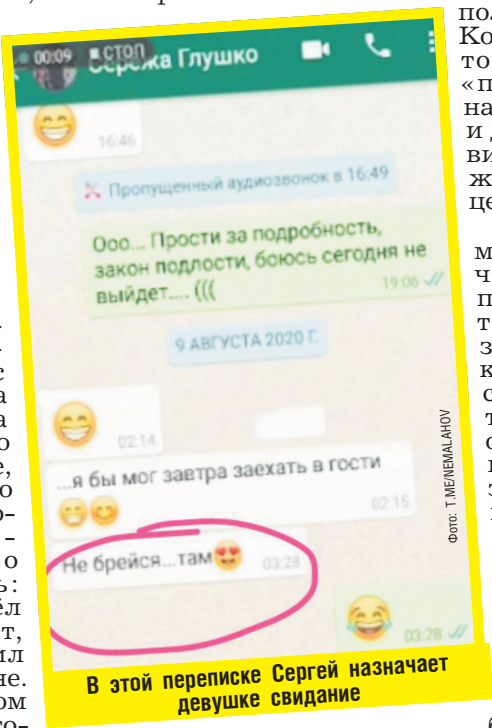 00:09 СТОП
Серёжа Глушко
16:46
Пропущенный аудиозвонок в 16:49
Ооо... Прости за подробность,
закон подлости, боюсь сегодня не
выйдет.... (((
19:06
9 АВГУСТА 2020 Г.
02:14
...я бы мог завтра заехать в гости
02:15
Не брейся...там😍
03:28
03:28
Фото: T.ME/NEMALAHOV
В этой переписке Сергей назначает
девушке свидание